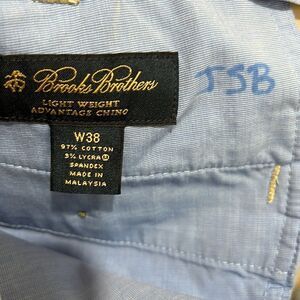 Brooks Brothers
LIGHT WEIGHT
ADVANTAGE CHINO
JSB
W38
97% COTTON
3% LYCRA®
SPANDEX
MADE IN
MALAYSIA